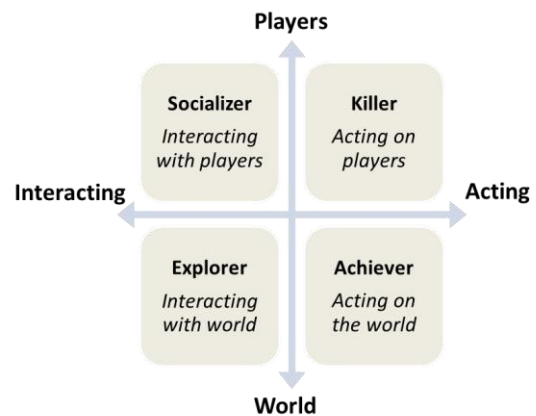 Players
Socializer
Interacting
with players
Killer
Acting on
players
Interacting
Acting
Explorer
Interacting
with world
Achiever
Acting on
the world
World